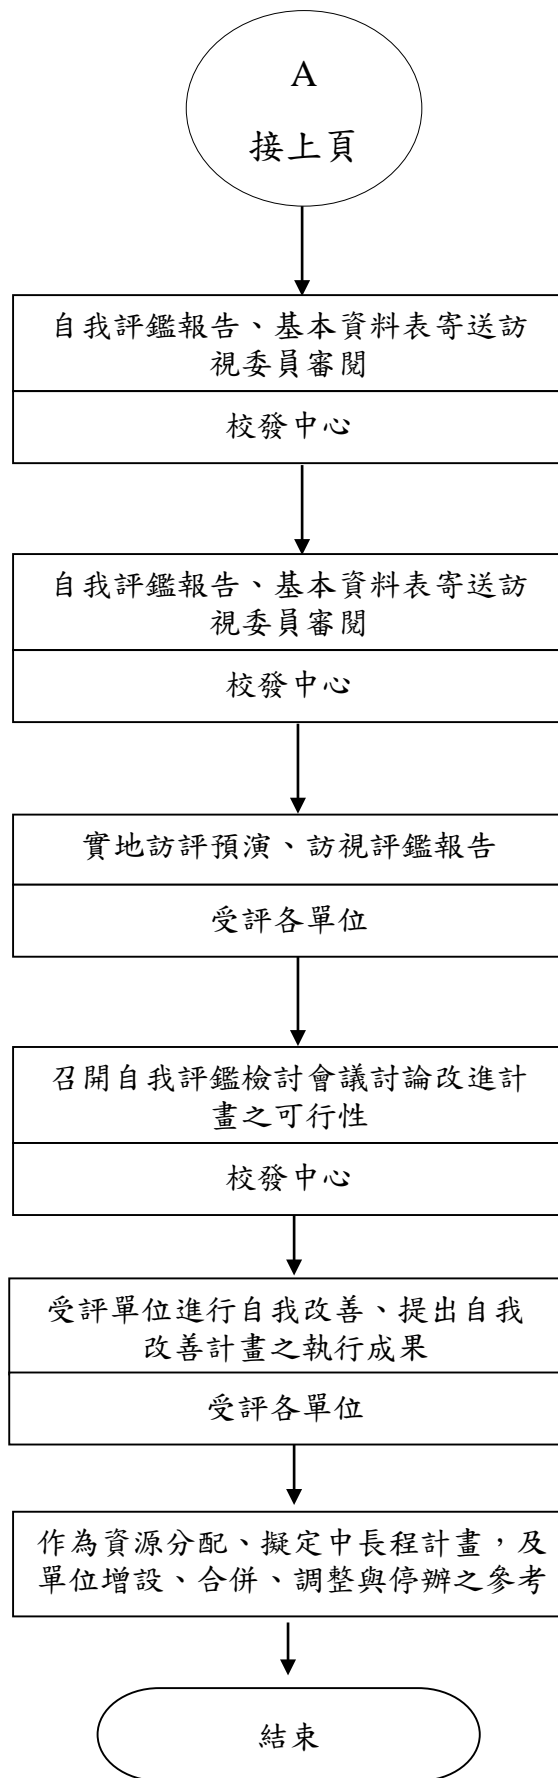 A
接上頁
自我評鑑報告、基本資料表寄送訪
視委員審閱
校發中心
自我評鑑報告、基本資料表寄送訪
視委員審閱
校發中心
實地訪評預演、訪視評鑑報告
受評各單位
召開自我評鑑檢討會議討論改進計
畫之可行性
校發中心
受評單位進行自我改善、提出自我
改善計畫之執行成果
受評各單位
作為資源分配、擬定中長程計畫，及
單位增設、合併、調整與停辦之參考
結束